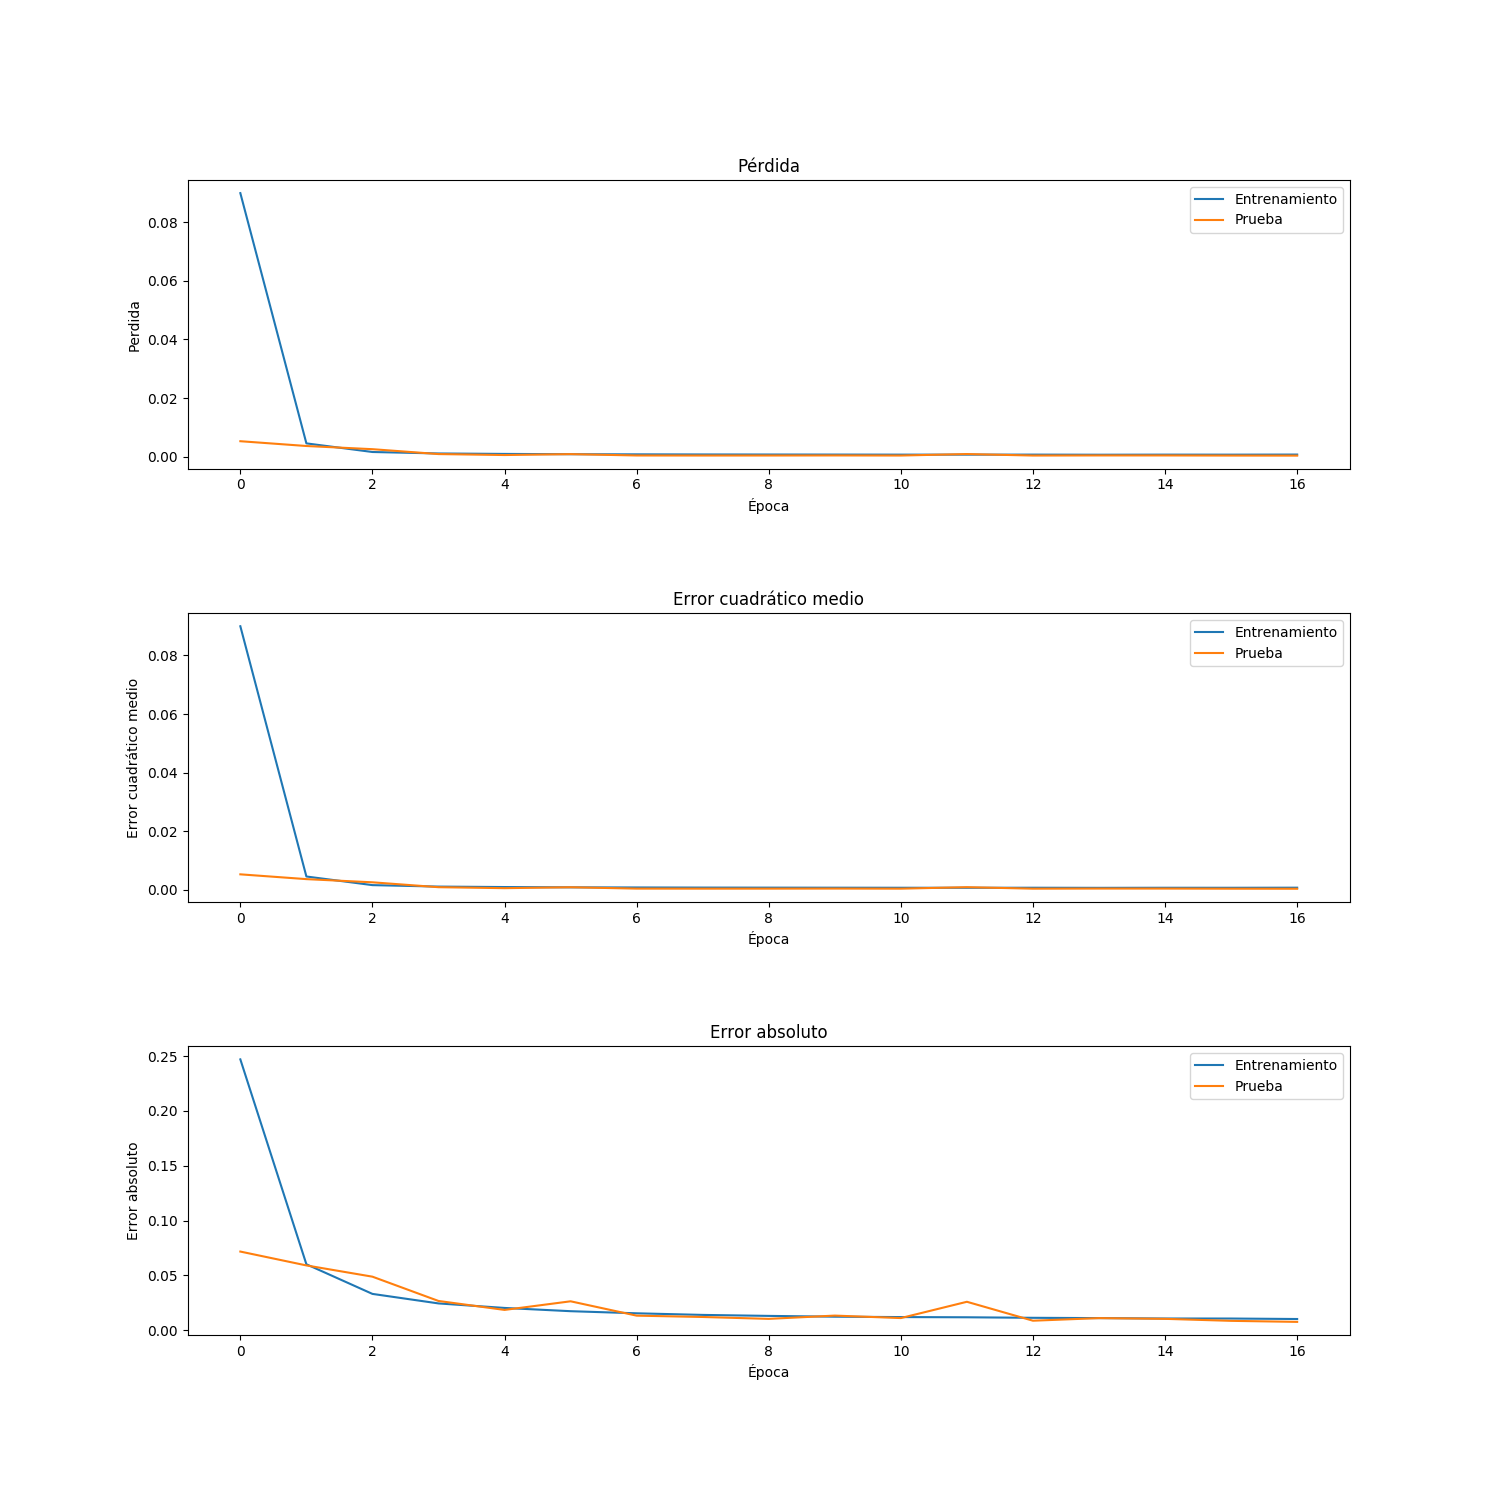 Pérdida
Entrenamiento
Prueba
Perdida
0.08
0.06
0.04
0.02
0.00
0 2 4 6 8 10 12 14 16
Época
Error cuadrático medio
Entrenamiento
Prueba
Error cuadrático medio
0.08
0.06
0.04
0.02
0.00
0 2 4 6 8 10 12 14 16
Época
Error absoluto
Entrenamiento
Prueba
Error absoluto
0.25
0.20
0.15
0.10
0.05
0.00
0 2 4 6 8 10 12 14 16
Época